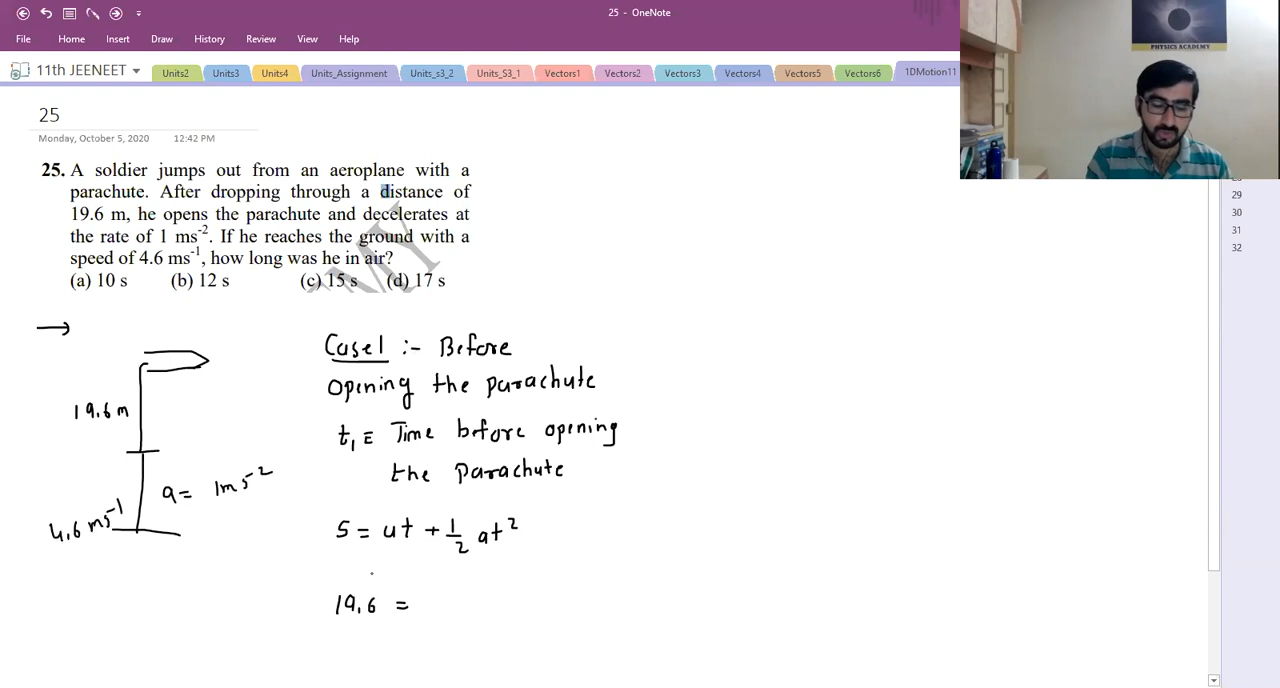 25 - OneNote
File Home Insert Draw History Review View Help
11th JEENEET Units2 Units3 Units4 Units_Assignment Units_s3_2 Units_S3_1 Vectors1 Vectors2 Vectors3 Vectors4 Vectors5 Vectors6 1DMotion11
PHYSICS ACADEMY
25
Monday, October 5, 2020 12:42 PM
25. A soldier jumps out from an aeroplane with a
parachute. After dropping through a distance of
19.6 m, he opens the parachute and decelerates at
the rate of 1 ms⁻². If he reaches the ground with a
speed of 4.6 ms⁻¹, how long was he in air?
(a) 10 s (b) 12 s (c) 15 s (d) 17 s
29
30
31
32
19.6 m
a = 1 m s⁻²
4.6 m s⁻¹
Case1 :- Before
opening the parachute
t₁ ≡ Time before opening
the Parachute
S = ut + 1/2 at²
19.6 =